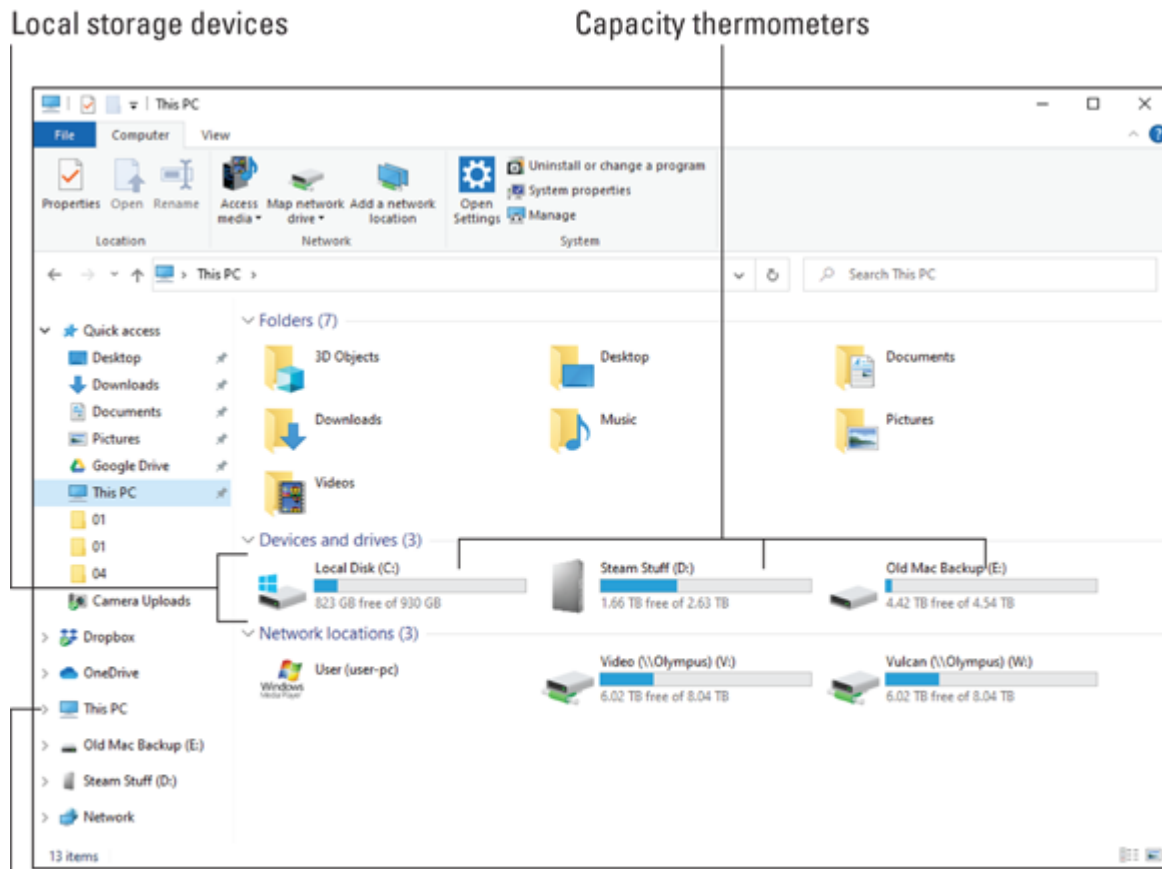 Local storage devices
Capacity thermometers
This PC
File Computer View
Properties Open Rename
Access media
Map network drive
Add a network location
Open Settings
Uninstall or change a program
System properties
Manage
Location Network System
This PC
Search This PC
Quick access
Desktop
Downloads
Documents
Pictures
Google Drive
This PC
01
01
04
Camera Uploads
Dropbox
OneDrive
This PC
Old Mac Backup (E:)
Steam Stuff (D:)
Network
Folders (7)
3D Objects
Desktop
Documents
Downloads
Music
Pictures
Videos
Devices and drives (3)
Local Disk (C:)
823 GB free of 930 GB
Steam Stuff (D:)
1.66 TB free of 2.63 TB
Old Mac Backup (E:)
4.42 TB free of 4.54 TB
Network locations (3)
Windows
Media Player
User (user-pc)
Video (\\Olympus) (V:)
6.02 TB free of 8.04 TB
Vulcan (\\Olympus) (W:)
6.02 TB free of 8.04 TB
13 items